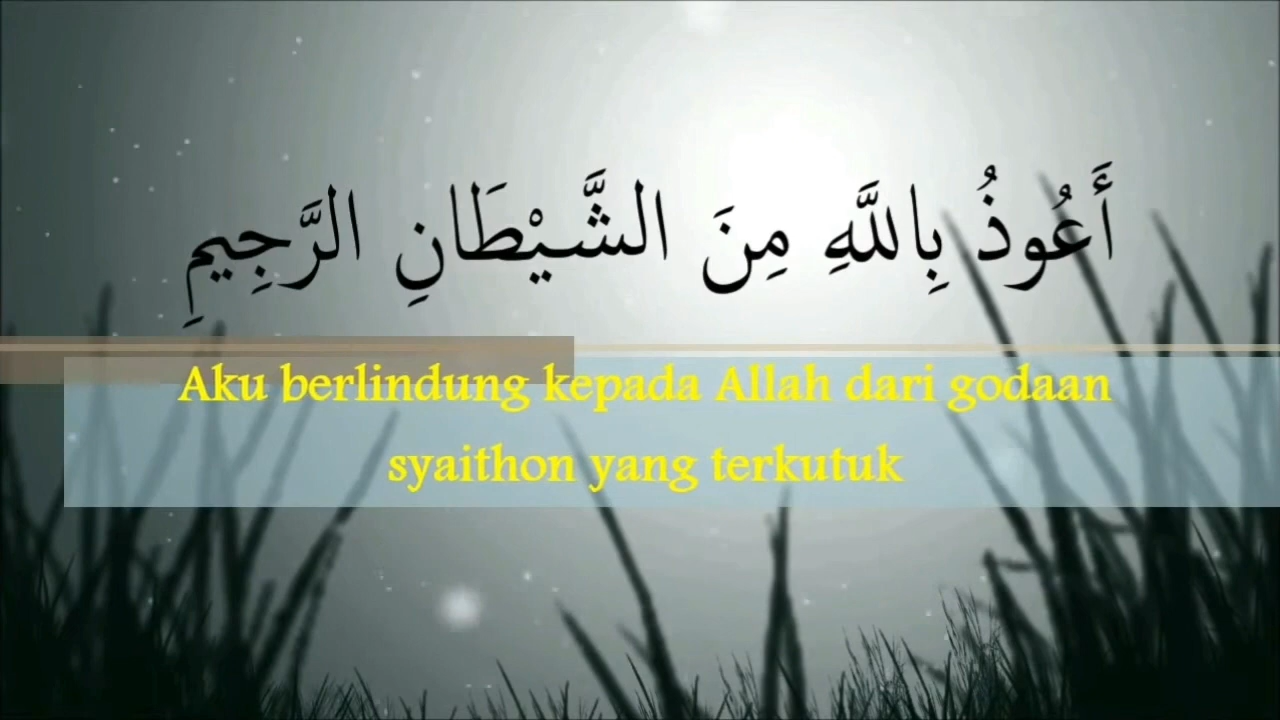 أَعُوذُ بِاللَّهِ مِنَ الشَّيْطَانِ الرَّجِيمِ
Aku berlindung kepada Allah dari godaan
syaithon yang terkutuk